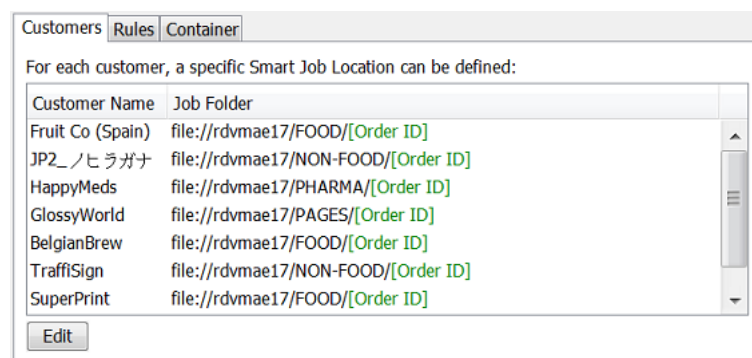 Customers Rules Container
For each customer, a specific Smart Job Location can be defined:
Customer Name Job Folder
Fruit Co (Spain) file://rdvmae17/FOOD/[Order ID]
JP2_ノヒラガナ file://rdvmae17/NON-FOOD/[Order ID]
HappyMeds file://rdvmae17/PHARMA/[Order ID]
GlossyWorld file://rdvmae17/PAGES/[Order ID]
BelgianBrew file://rdvmae17/FOOD/[Order ID]
TraffiSign file://rdvmae17/NON-FOOD/[Order ID]
SuperPrint file://rdvmae17/FOOD/[Order ID]
Edit